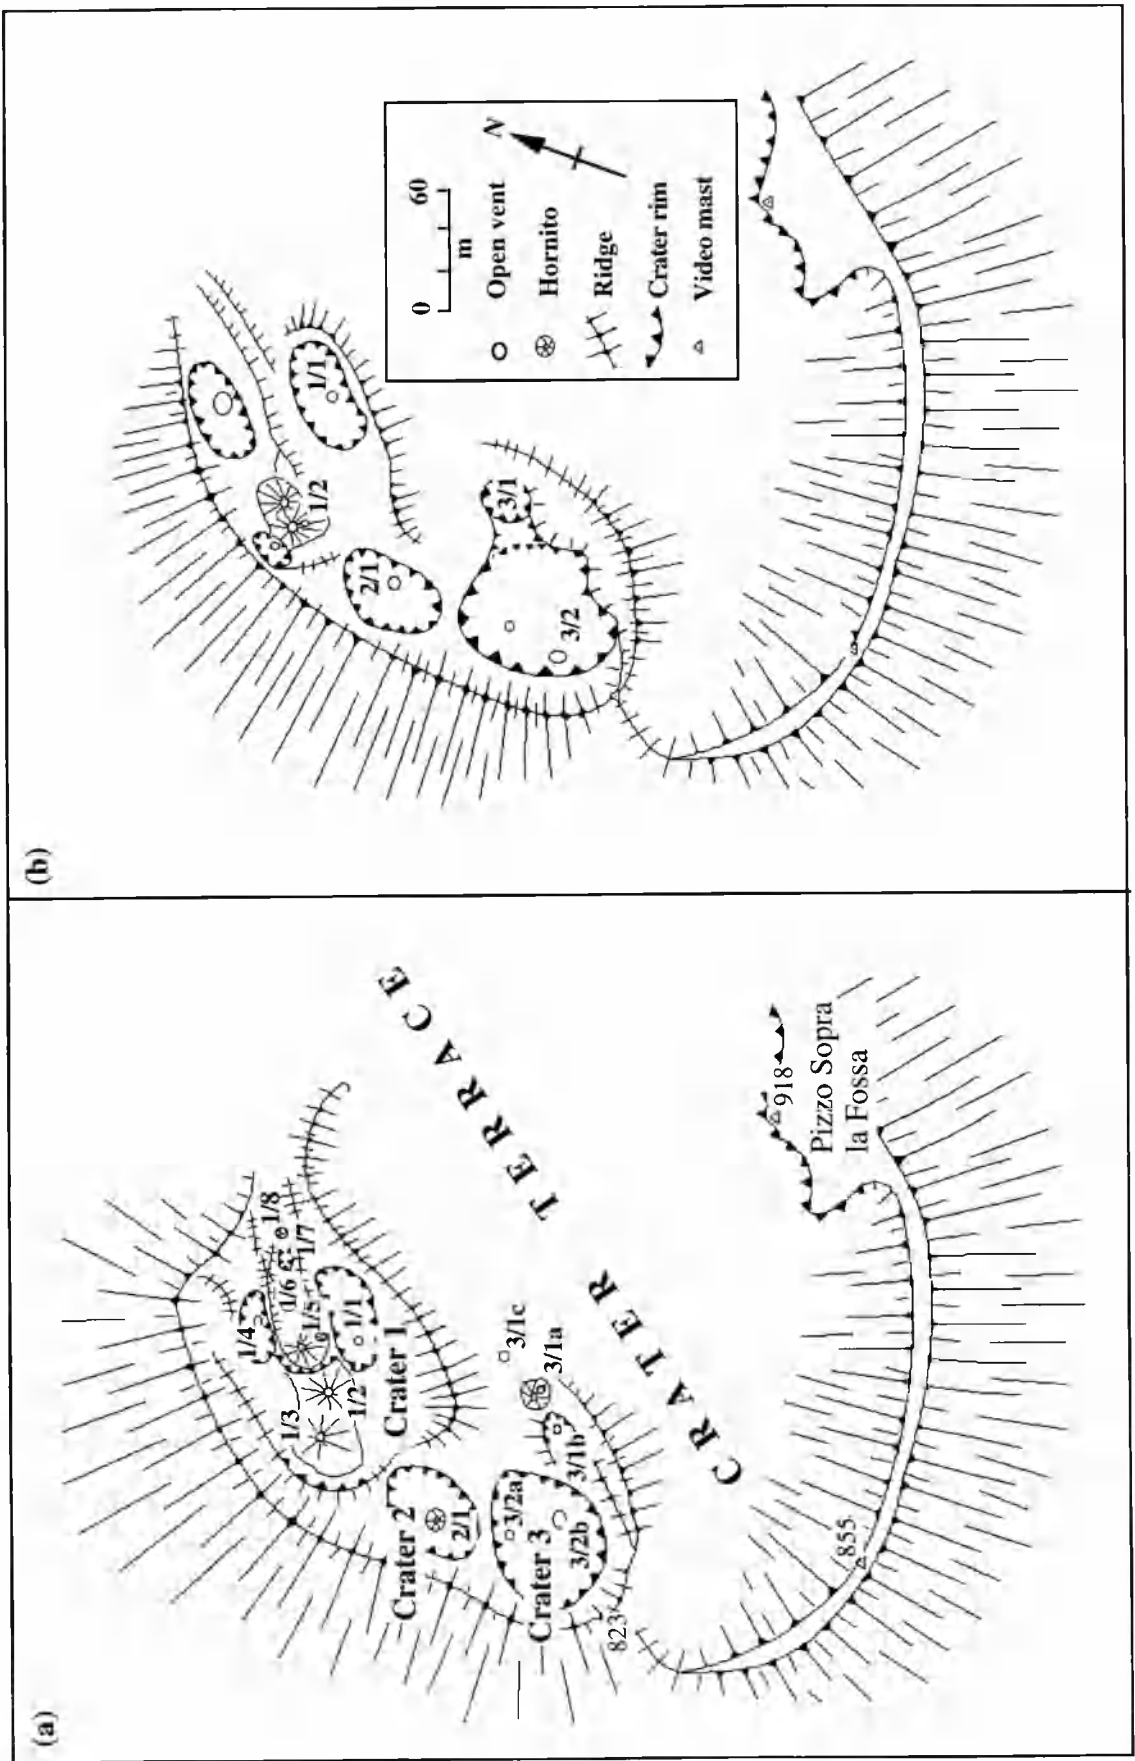 (a)
1/4
1/6
1/8
1/7
1/5
1/1
1/3
1/2
Crater 1
Crater 2
2/1
3/2a
Crater 3
3/2b
3/1c
3/1a
3/1b
823
CRATER TERRACE
918
Pizzo Sopra
la Fossa
855
(b)
1/1
1/2
2/1
3/1
3/2
0 60
m
N
Open vent
Hornito
Ridge
Crater rim
Video mast